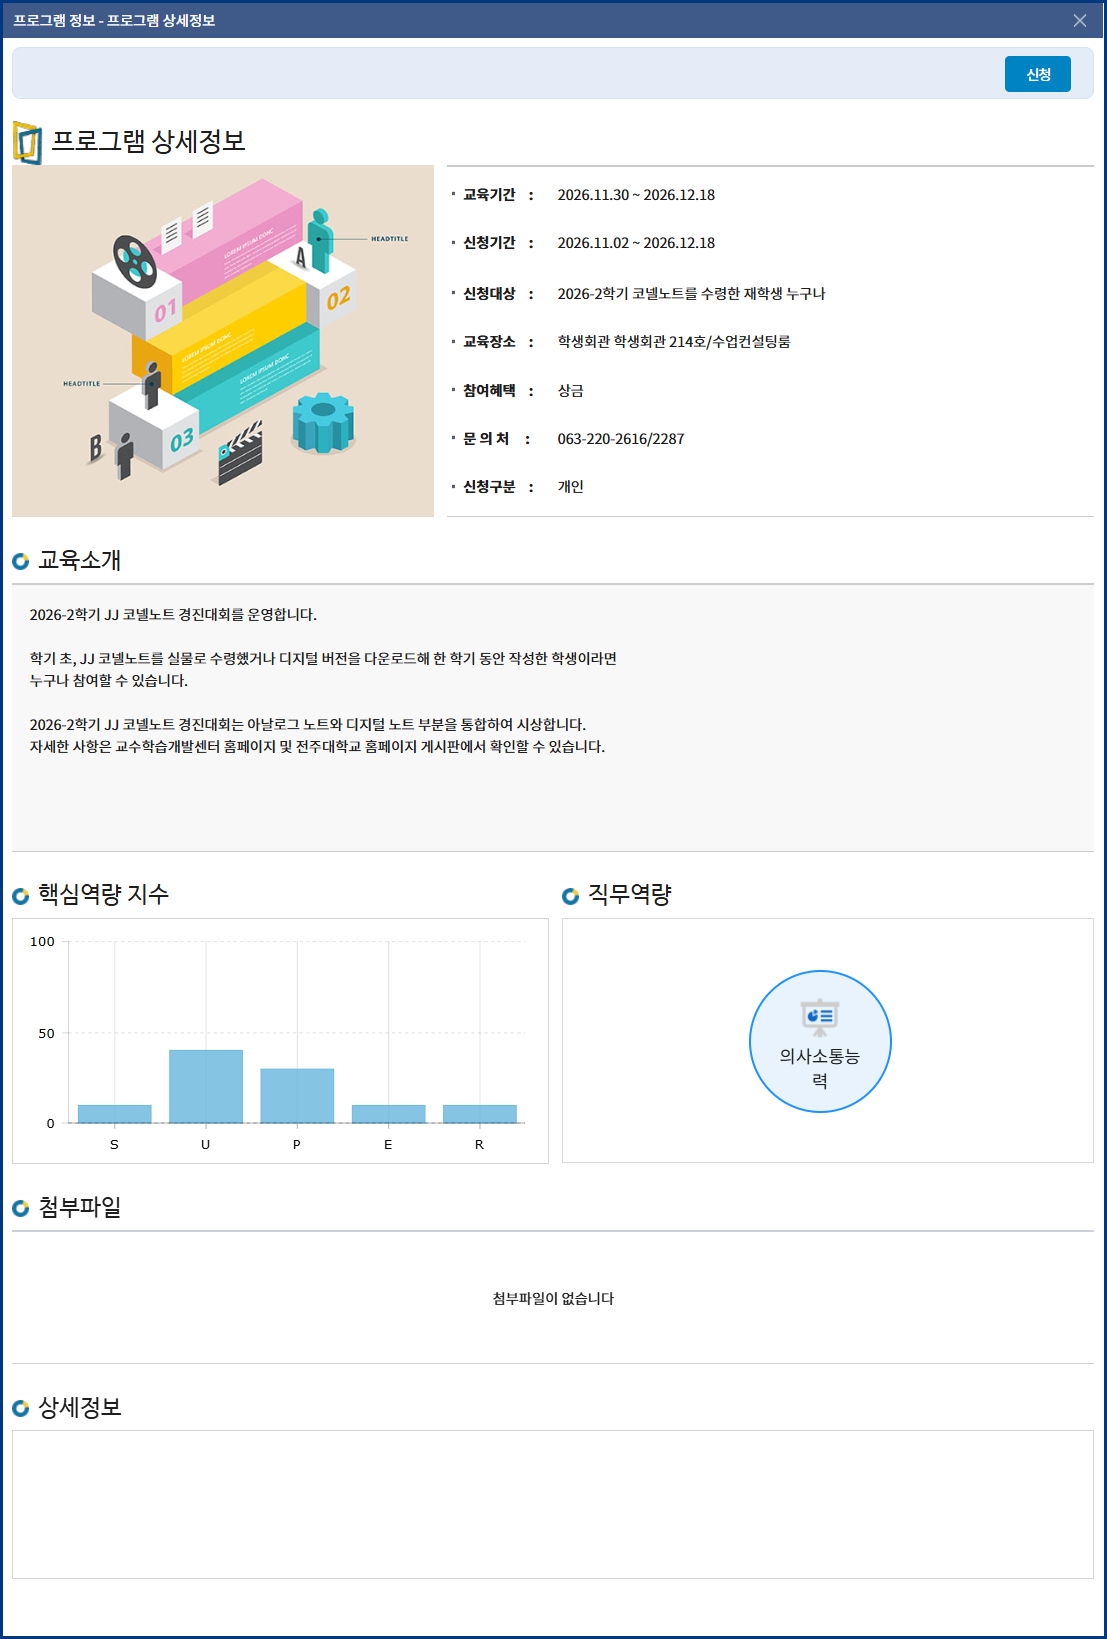 프로그램 정보 - 프로그램 상세정보
신청
프로그램 상세정보
LOREM IPSUM DONC
HEADTITLE
A
01
02
LOREM IPSUM DONC
LOREM IPSUM DONC
HEADTITLE
03
B
교육기간 : 2026.11.30 ~ 2026.12.18
신청기간 : 2026.11.02 ~ 2026.12.18
신청대상 : 2026-2학기 코넬노트를 수령한 재학생 누구나
교육장소 : 학생회관 학생회관 214호/수업컨설팅룸
참여혜택 : 상금
문 의 처 : 063-220-2616/2287
신청구분 : 개인
교육소개
2026-2학기 JJ 코넬노트 경진대회를 운영합니다.
학기 초, JJ 코넬노트를 실물로 수령했거나 디지털 버전을 다운로드해 한 학기 동안 작성한 학생이라면
누구나 참여할 수 있습니다.
2026-2학기 JJ 코넬노트 경진대회는 아날로그 노트와 디지털 노트 부분을 통합하여 시상합니다.
자세한 사항은 교수학습개발센터 홈페이지 및 전주대학교 홈페이지 게시판에서 확인할 수 있습니다.
핵심역량 지수
100
50
0
S U P E R
직무역량
의사소통능
력
첨부파일
첨부파일이 없습니다
상세정보